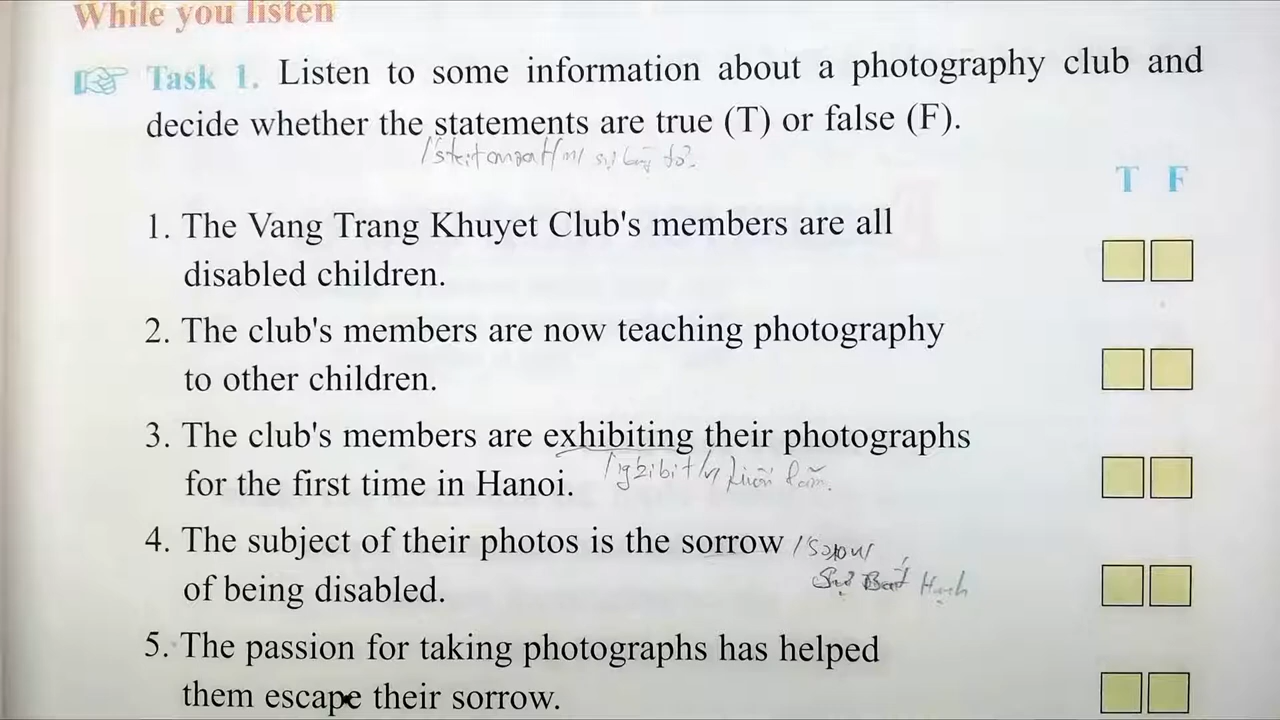 While you listen
Task 1. Listen to some information about a photography club and
decide whether the statements are true (T) or false (F).
T F
1. The Vang Trang Khuyet Club's members are all
disabled children.
2. The club's members are now teaching photography
to other children.
3. The club's members are exhibiting their photographs
for the first time in Hanoi.
4. The subject of their photos is the sorrow
of being disabled.
5. The passion for taking photographs has helped
them escape their sorrow.